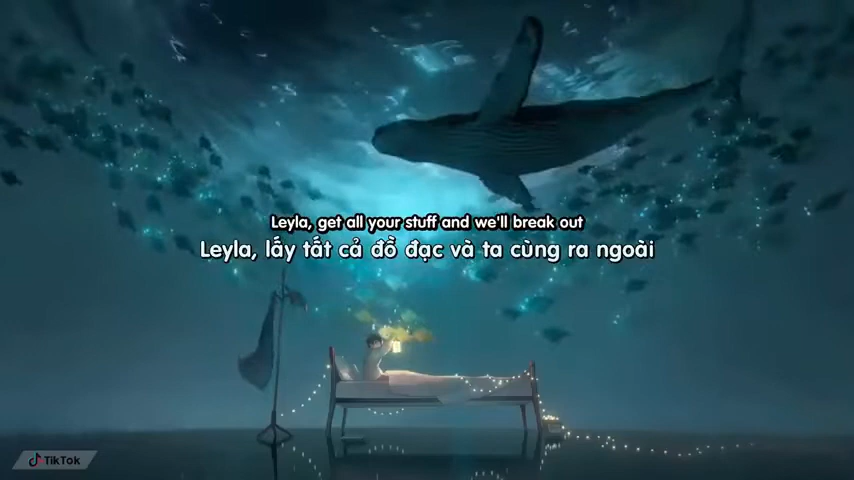 Leyla, get all your stuff and we'll break out
Leyla, lấy tất cả đồ đạc và ta cùng ra ngoài
TikTok